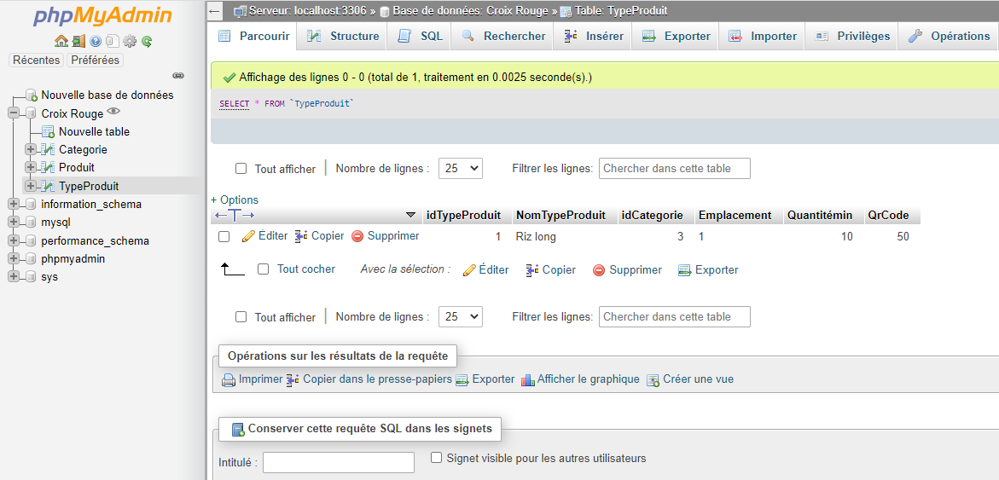 phpMyAdmin
Récentes Préférées
Nouvelle base de données
Croix Rouge
Nouvelle table
Categorie
Produit
TypeProduit
information_schema
mysql
performance_schema
phpmyadmin
sys
Serveur: localhost:3306 » Base de données: Croix Rouge » Table: TypeProduit
Parcourir Structure SQL Rechercher Insérer Exporter Importer Privilèges Opérations
Affichage des lignes 0 - 0 (total de 1, traitement en 0.0025 seconde(s).)
SELECT * FROM `TypeProduit`
Tout afficher | Nombre de lignes : 25 Filtrer les lignes: Chercher dans cette table
+ Options
←T→ idTypeProduit NomTypeProduit idCategorie Emplacement Quantitémin QrCode
Éditer Copier Supprimer 1 Riz long 3 1 10 50
Tout cocher Avec la sélection : Éditer Copier Supprimer Exporter
Tout afficher | Nombre de lignes : 25 Filtrer les lignes: Chercher dans cette table
Opérations sur les résultats de la requête
Imprimer Copier dans le presse-papiers Exporter Afficher le graphique Créer une vue
Conserver cette requête SQL dans les signets
Intitulé : Signet visible pour les autres utilisateurs